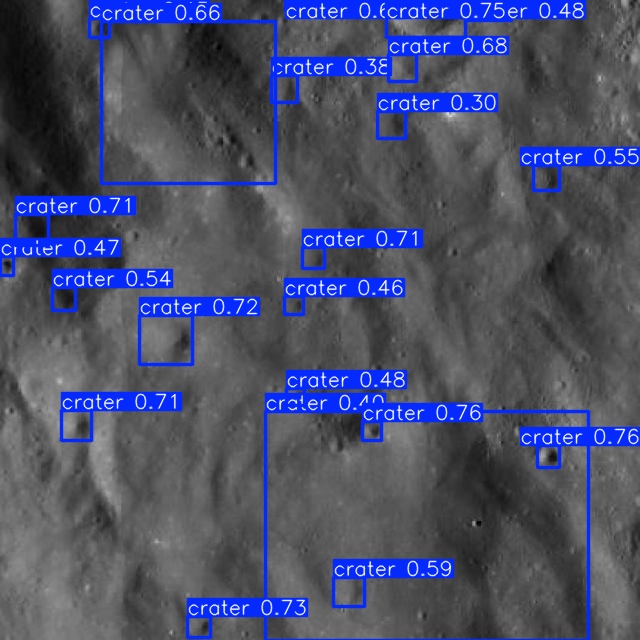 crater 0.66
crater 0.75
er 0.48
crater 0.68
crater 0.38
crater 0.30
crater 0.55
crater 0.71
crater 0.71
crater 0.47
crater 0.54
crater 0.46
crater 0.72
crater 0.48
crater 0.71
crater 0.76
crater 0.76
crater 0.59
crater 0.73